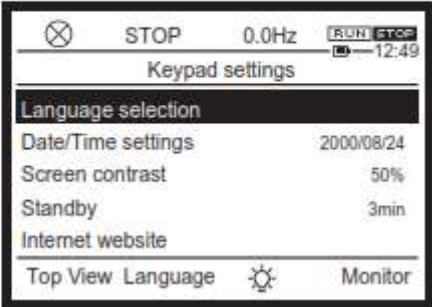 STOP 0.0Hz RUN STOP
12:49
Keypad settings
Language selection
Date/Time settings 2000/08/24
Screen contrast 50%
Standby 3min
Internet website
Top View Language Monitor